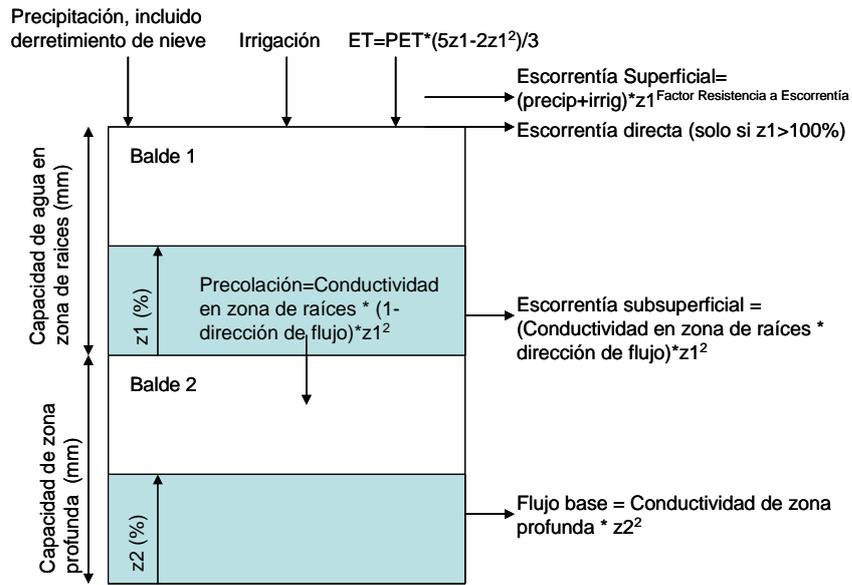 Precipitación, incluido
derretimiento de nieve
Irrigación
ET=PET*(5z1-2z1²)/3
Escorrentía Superficial=
(precip+irrig)*z1^Factor Resistencia a Escorrentía
Escorrentía directa (solo si z1>100%)
Capacidad de agua en
zona de raices (mm)
Balde 1
z1 (%)
Precolación=Conductividad
en zona de raíces * (1-
dirección de flujo)*z1²
Escorrentía subsuperficial =
(Conductividad en zona de raíces *
dirección de flujo)*z1²
Capacidad de zona
profunda (mm)
Balde 2
z2 (%)
Flujo base = Conductividad de zona
profunda * z2²